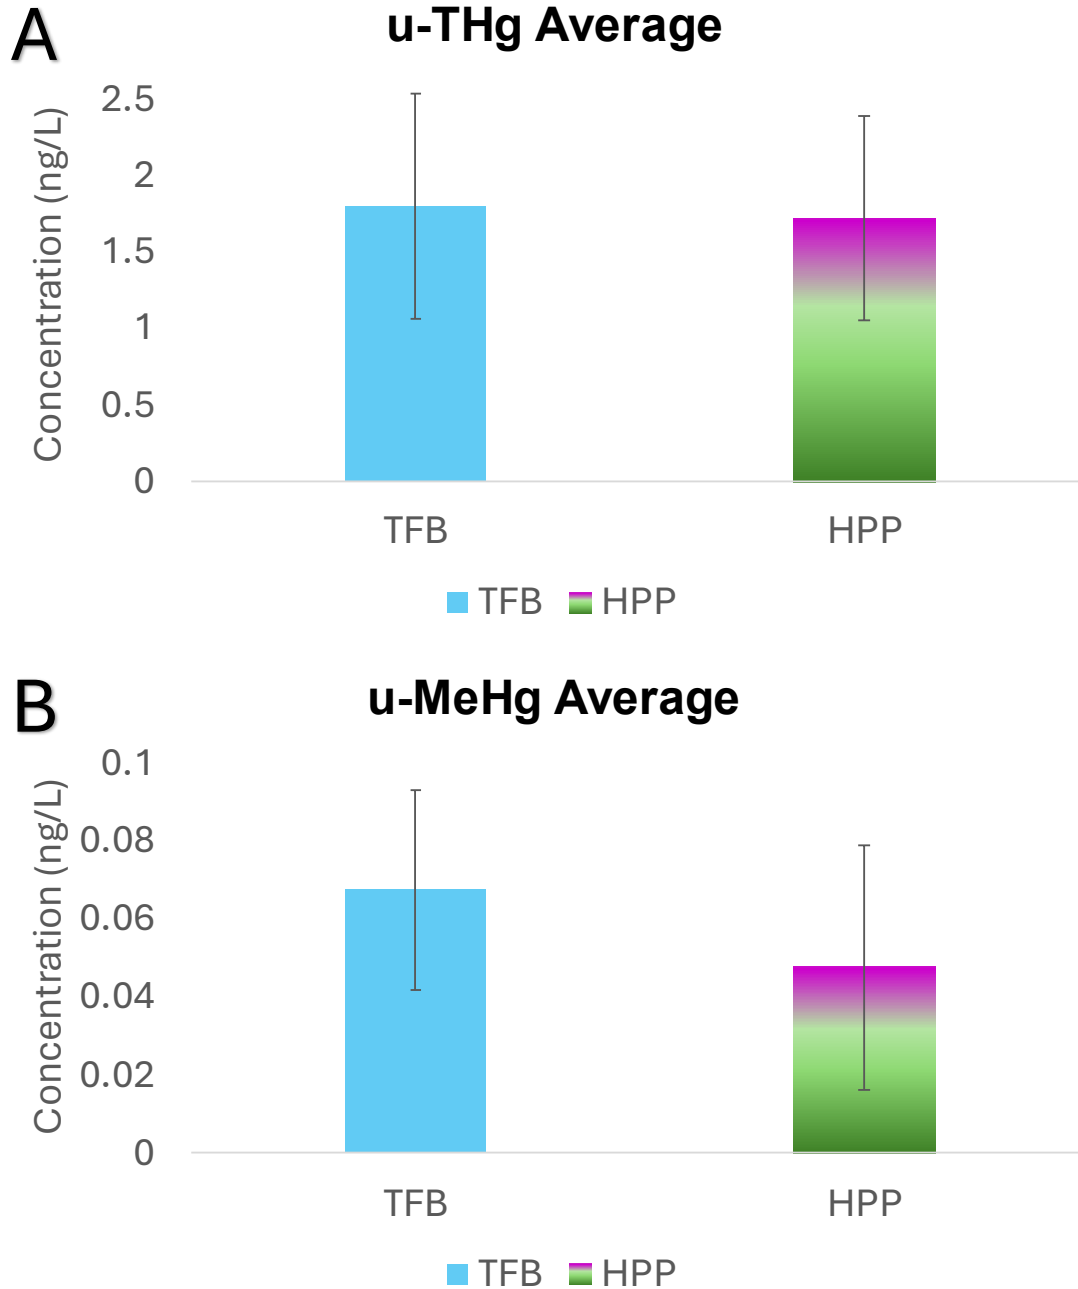 A
u-THg Average
Concentration (ng/L)
2.5
2
1.5
1
0.5
0
TFB HPP
TFB HPP
B
u-MeHg Average
Concentration (ng/L)
0.1
0.08
0.06
0.04
0.02
0
TFB HPP
TFB HPP